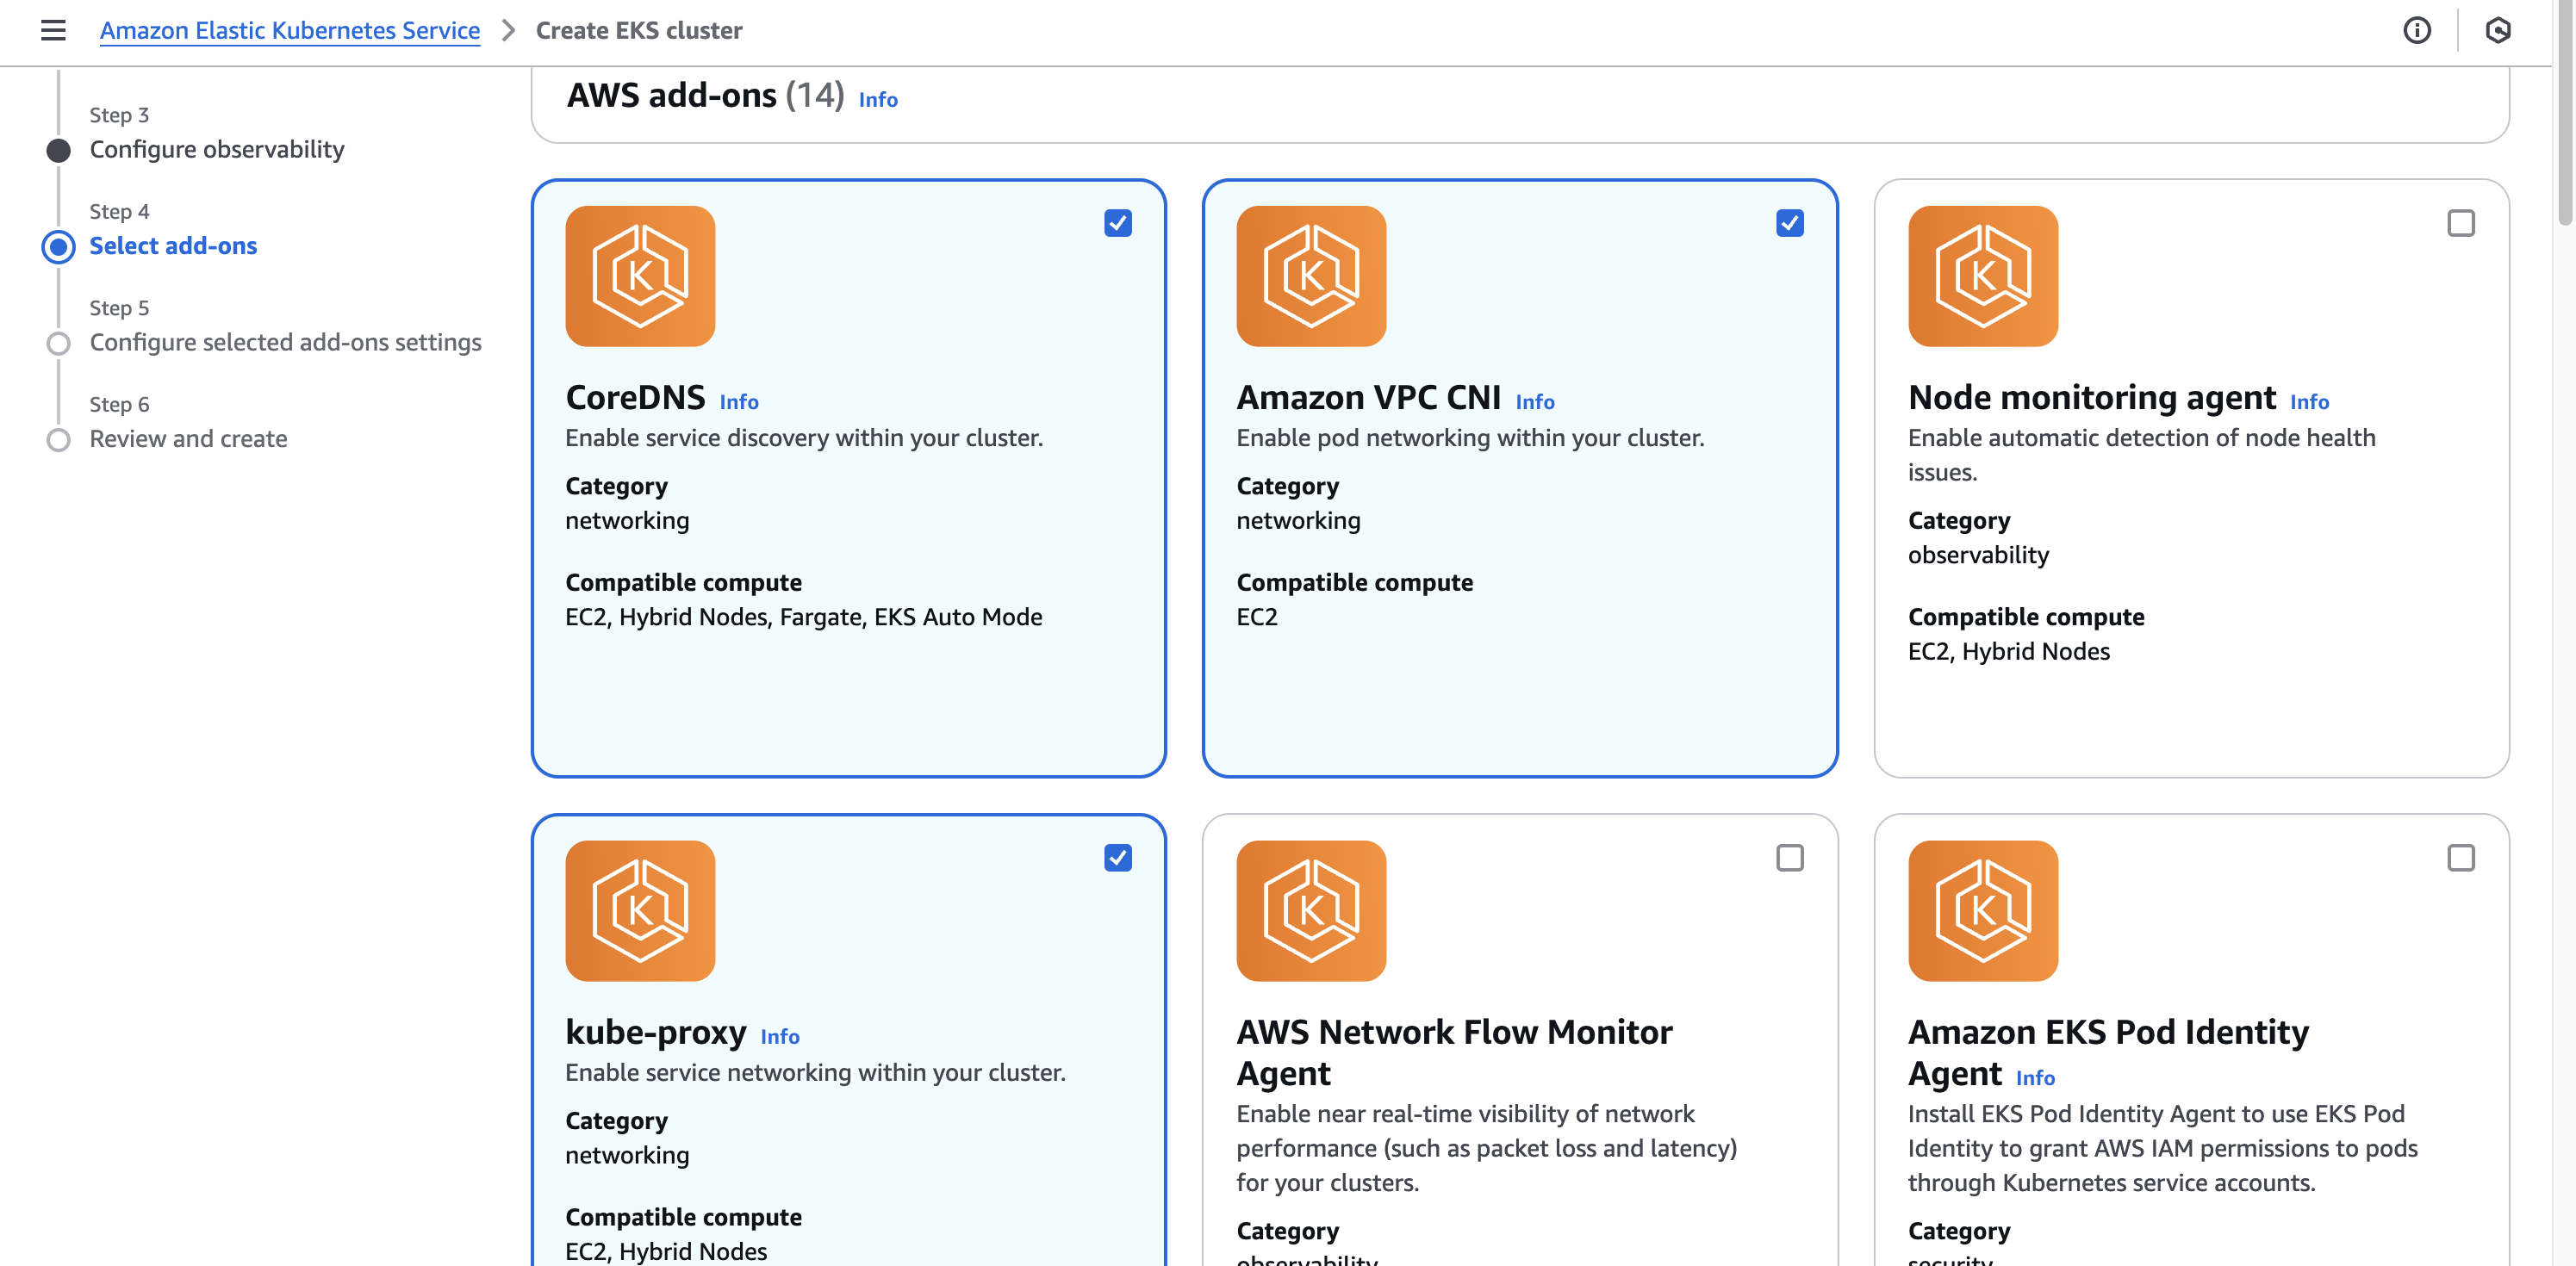 Amazon Elastic Kubernetes Service
Create EKS cluster
Step 3
Configure observability
Step 4
Select add-ons
Step 5
Configure selected add-ons settings
Step 6
Review and create
AWS add-ons (14) Info
K
CoreDNS Info
Enable service discovery within your cluster.
Category
networking
Compatible compute
EC2, Hybrid Nodes, Fargate, EKS Auto Mode
K
Amazon VPC CNI Info
Enable pod networking within your cluster.
Category
networking
Compatible compute
EC2
K
Node monitoring agent Info
Enable automatic detection of node health
issues.
Category
observability
Compatible compute
EC2, Hybrid Nodes
K
kube-proxy Info
Enable service networking within your cluster.
Category
networking
Compatible compute
EC2, Hybrid Nodes
K
AWS Network Flow Monitor
Agent
Enable near real-time visibility of network
performance (such as packet loss and latency)
for your clusters.
Category
observability
K
Amazon EKS Pod Identity
Agent Info
Install EKS Pod Identity Agent to use EKS Pod
Identity to grant AWS IAM permissions to pods
through Kubernetes service accounts.
Category
security